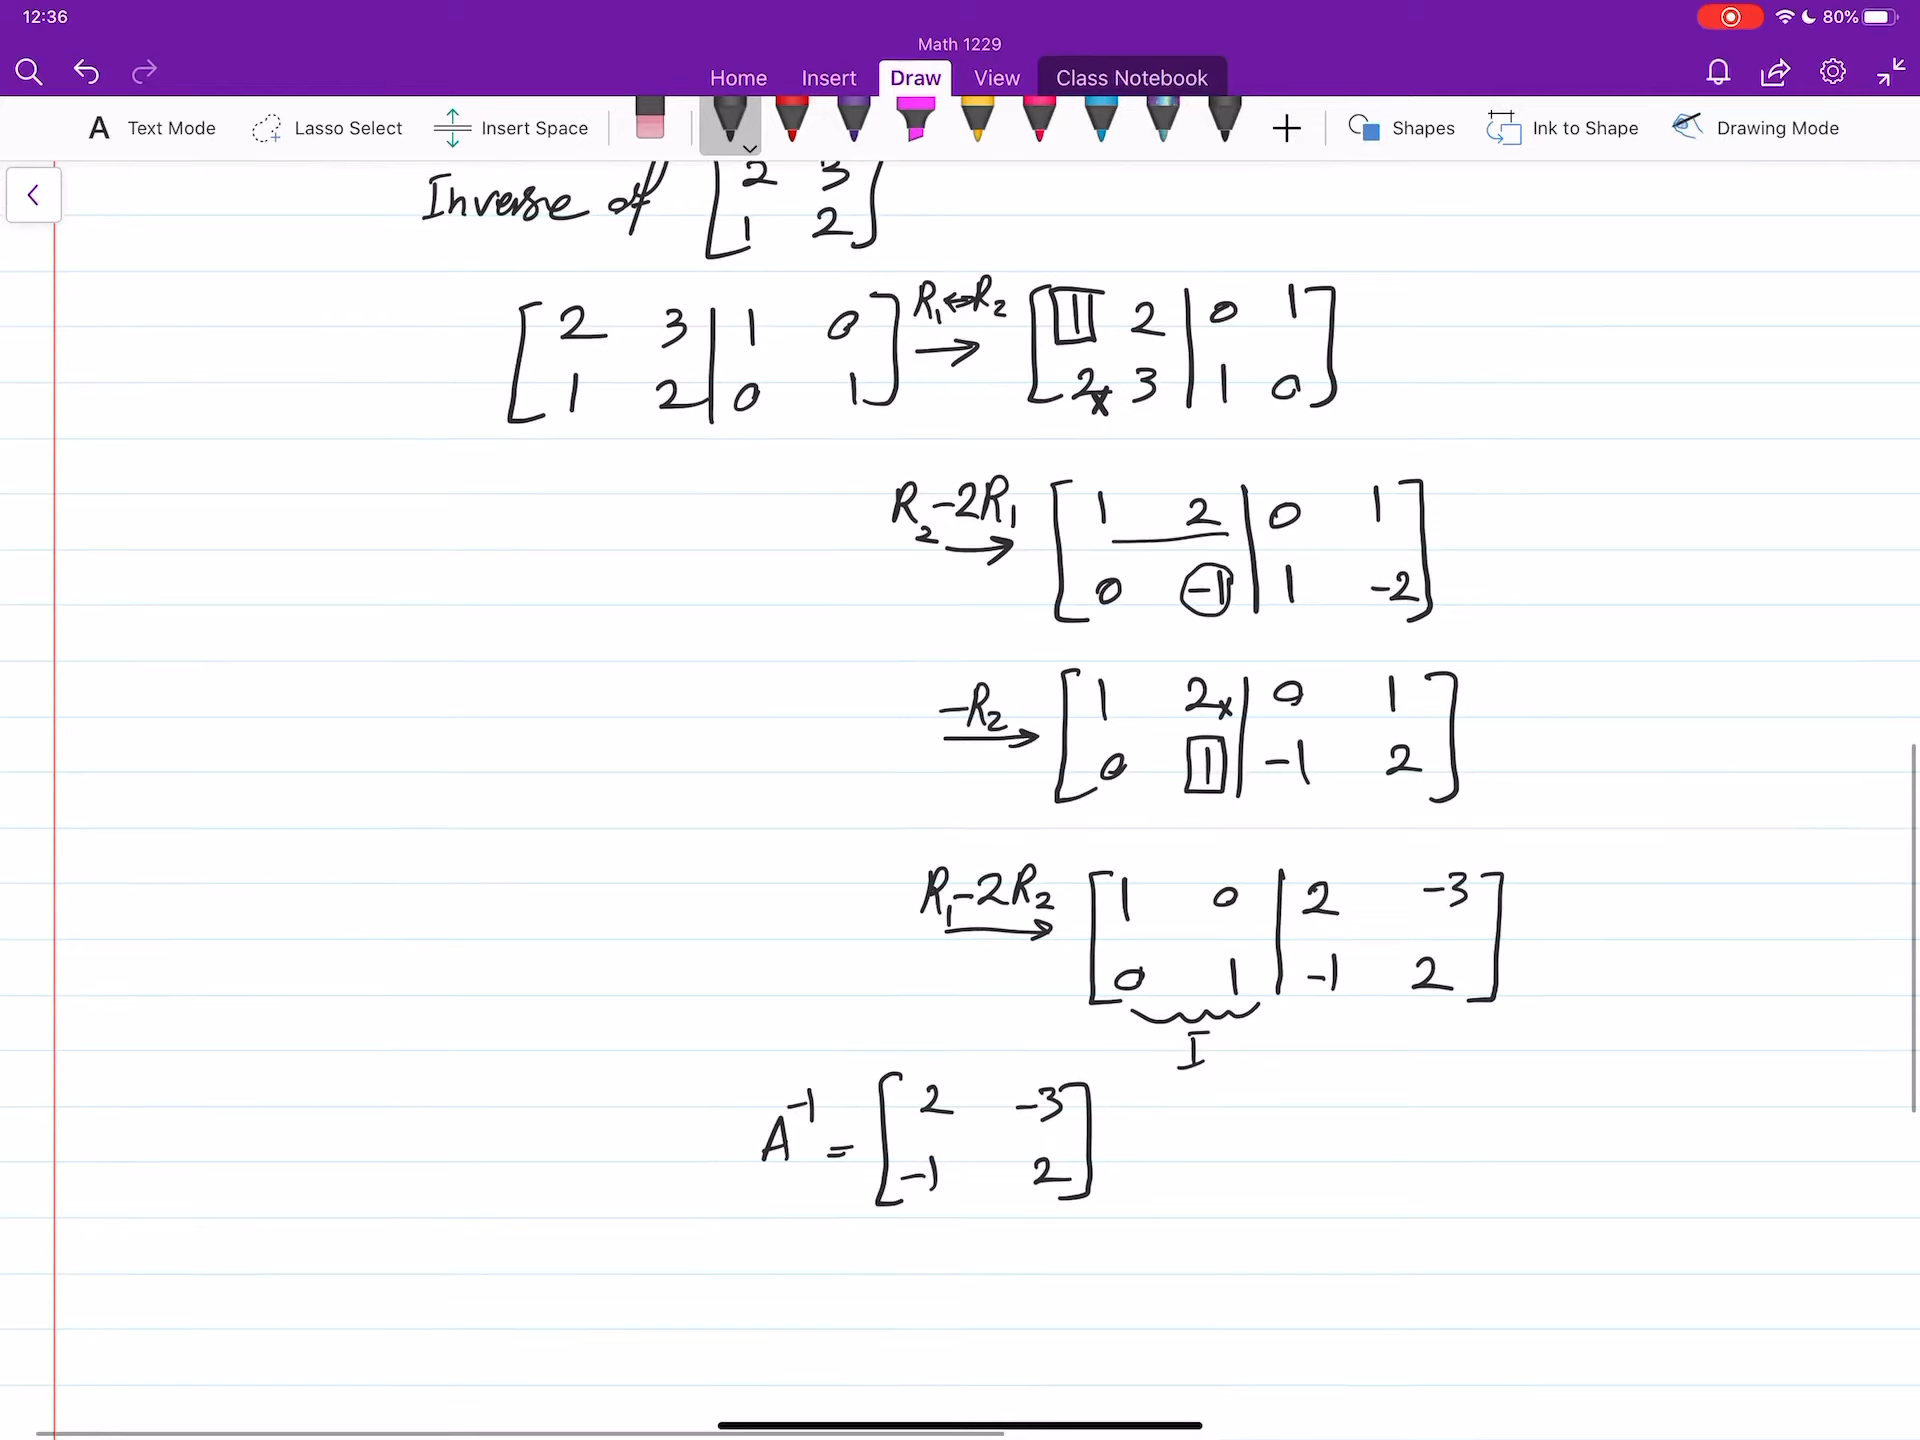 12:36
80%
Math 1229
Home Insert Draw View Class Notebook
A Text Mode Lasso Select Insert Space Shapes Ink to Shape Drawing Mode
Inverse of [2 3
1 2]
[2 3 | 1 0
1 2 | 0 1] R₁↔R₂ → [1 2 | 0 1
2x 3 | 1 0]
R₂-2R₁ → [1 2 | 0 1
0 -1 | 1 -2]
-R₂ → [1 2x | 0 1
0 1 | -1 2]
R₁-2R₂ → [1 0 | 2 -3
0 1 | -1 2]
I
A⁻¹ = [2 -3
-1 2]